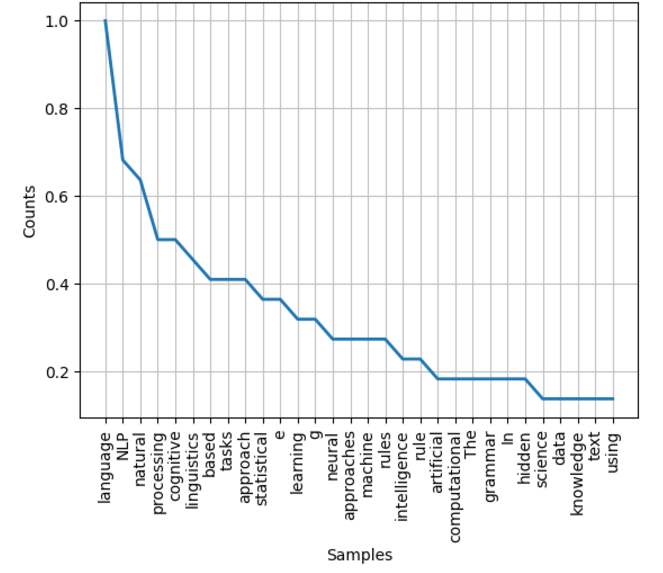 1.0
0.8
0.6
0.4
0.2
Counts
language
NLP
natural
processing
cognitive
linguistics
based
tasks
approach
statistical
e
learning
g
neural
approaches
machine
rules
intelligence
rule
artificial
computational
The
grammar
In
hidden
science
data
knowledge
text
using
Samples